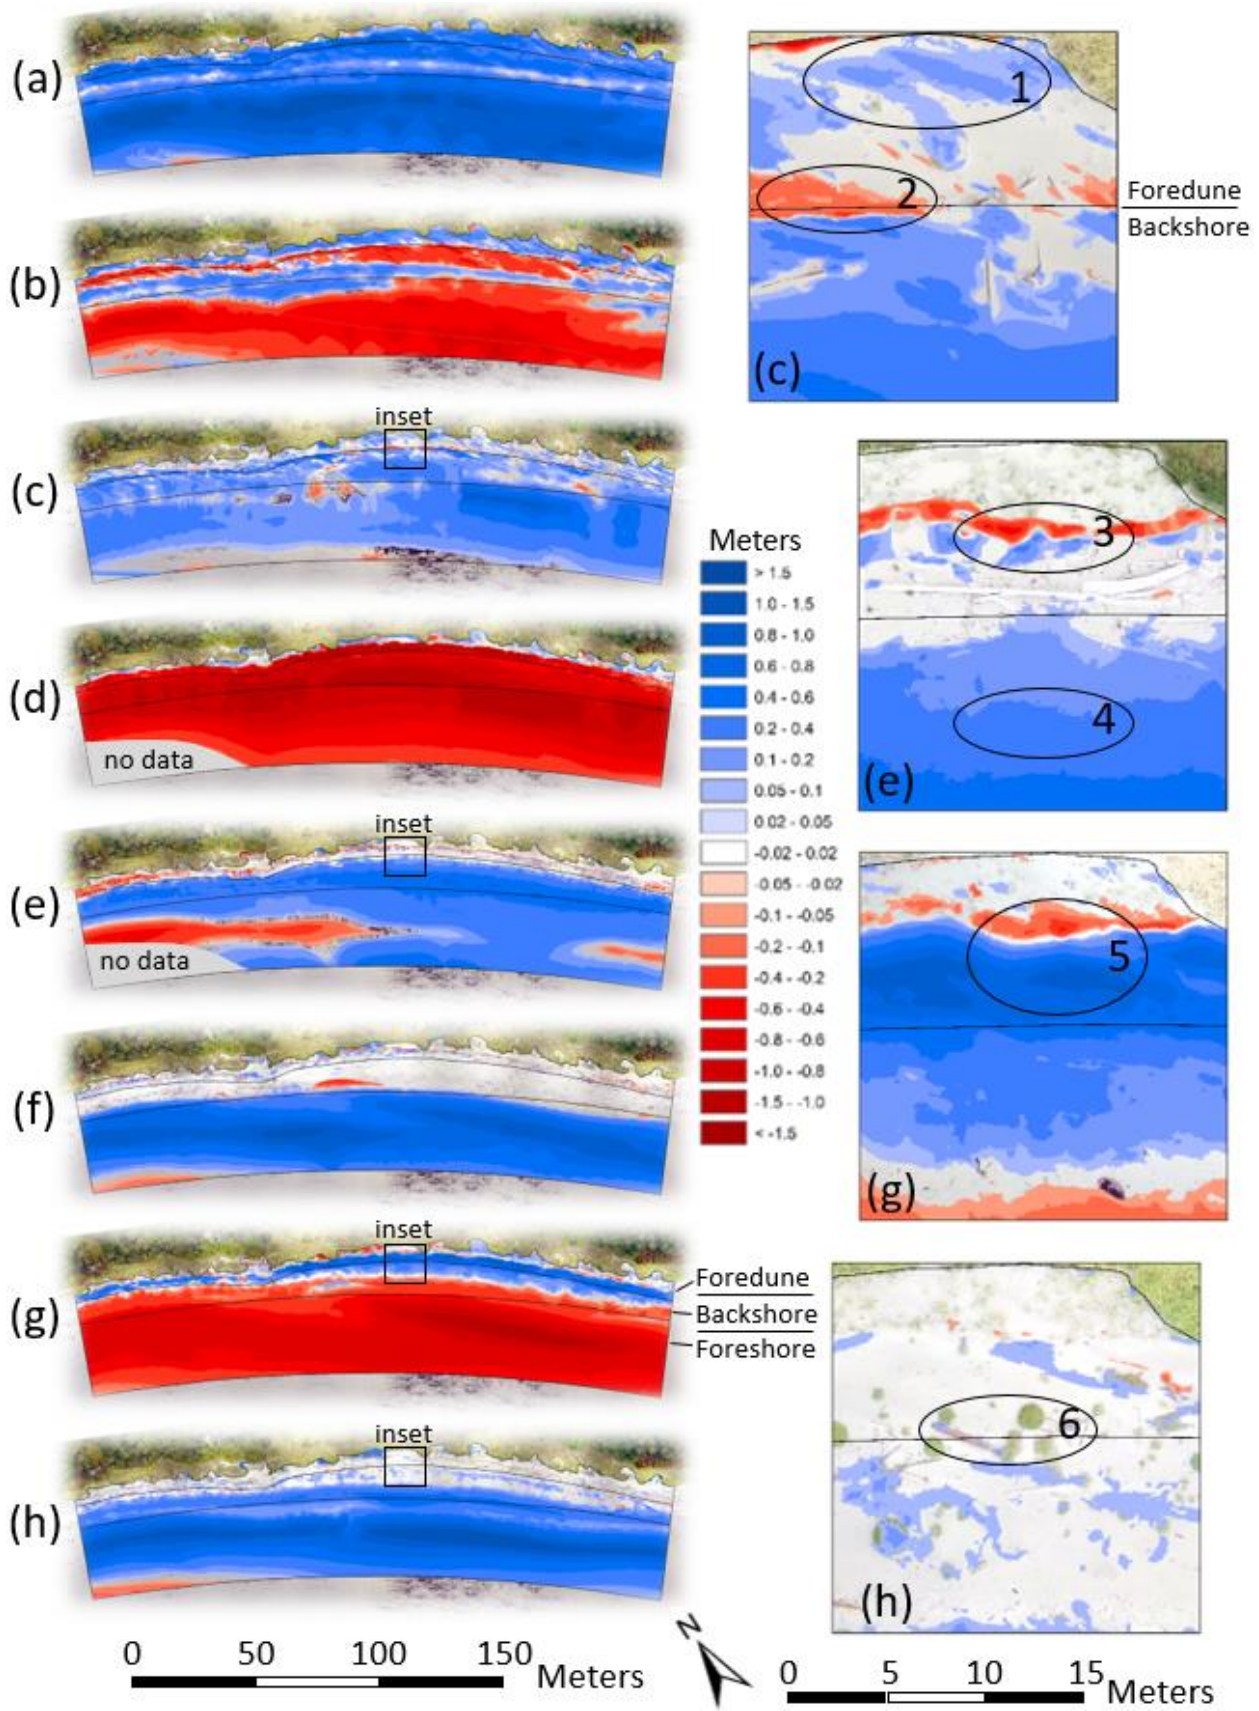 (a)
(b)
inset
(c)
(d)
no data
inset
(e)
no data
(f)
inset
(g)
Foredune
Backshore
Foreshore
inset
(h)
0 50 100 150 Meters
N
1
2
Foredune
Backshore
(c)
3
4
(e)
Meters
> 1.5
1.0 - 1.5
0.8 - 1.0
0.6 - 0.8
0.4 - 0.6
0.2 - 0.4
0.1 - 0.2
0.05 - 0.1
0.02 - 0.05
-0.02 - 0.02
-0.05 - -0.02
-0.1 - -0.05
-0.2 - -0.1
-0.4 - -0.2
-0.6 - -0.4
-0.8 - -0.6
-1.0 - -0.8
-1.5 - -1.0
< -1.5
5
(g)
6
(h)
0 5 10 15 Meters